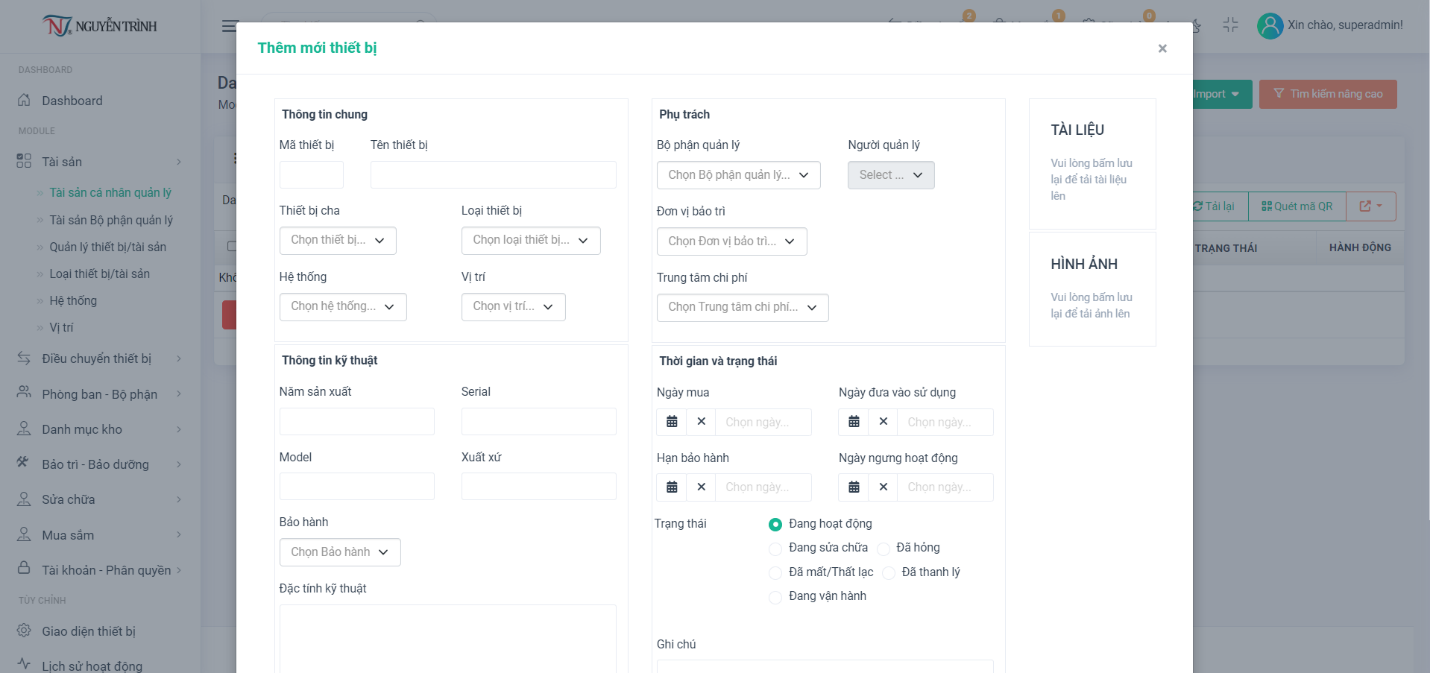 NGUYỄN TRÌNH
Xin chào, superadmin!
DASHBOARD
Dashboard
MODULE
Tài sản
Tài sản cá nhân quản lý
Tài sản Bộ phận quản lý
Quản lý thiết bị/tài sản
Loại thiết bị/tài sản
Hệ thống
Vị trí
Điều chuyển thiết bị
Phòng ban - Bộ phận
Danh mục kho
Bảo trì - Bảo dưỡng
Sửa chữa
Mua sắm
Tài khoản - Phân quyền
TÙY CHỈNH
Giao diện thiết bị
Lịch sử hoạt động
Import
Tìm kiếm nâng cao
Tải lại
Quét mã QR
TRẠNG THÁI
HÀNH ĐỘNG
Thêm mới thiết bị
×
Thông tin chung
Mã thiết bị
Tên thiết bị
Thiết bị cha
Loại thiết bị
Chọn thiết bị...
Chọn loại thiết bị...
Hệ thống
Vị trí
Chọn hệ thống...
Chọn vị trí...
Thông tin kỹ thuật
Năm sản xuất
Serial
Model
Xuất xứ
Bảo hành
Chọn Bảo hành
Đặc tính kỹ thuật
Phụ trách
Bộ phận quản lý
Người quản lý
Chọn Bộ phận quản lý...
Select ...
Đơn vị bảo trì
Chọn Đơn vị bảo trì...
Trung tâm chi phí
Chọn Trung tâm chi phí...
Thời gian và trạng thái
Ngày mua
Ngày đưa vào sử dụng
Chọn ngày...
Chọn ngày...
Hạn bảo hành
Ngày ngưng hoạt động
Chọn ngày...
Chọn ngày...
Trạng thái
Đang hoạt động
Đang sửa chữa
Đã hỏng
Đã mất/Thất lạc
Đã thanh lý
Đang vận hành
Ghi chú
TÀI LIỆU
Vui lòng bấm lưu
lại để tải tài liệu
lên
HÌNH ẢNH
Vui lòng bấm lưu
lại để tải ảnh lên